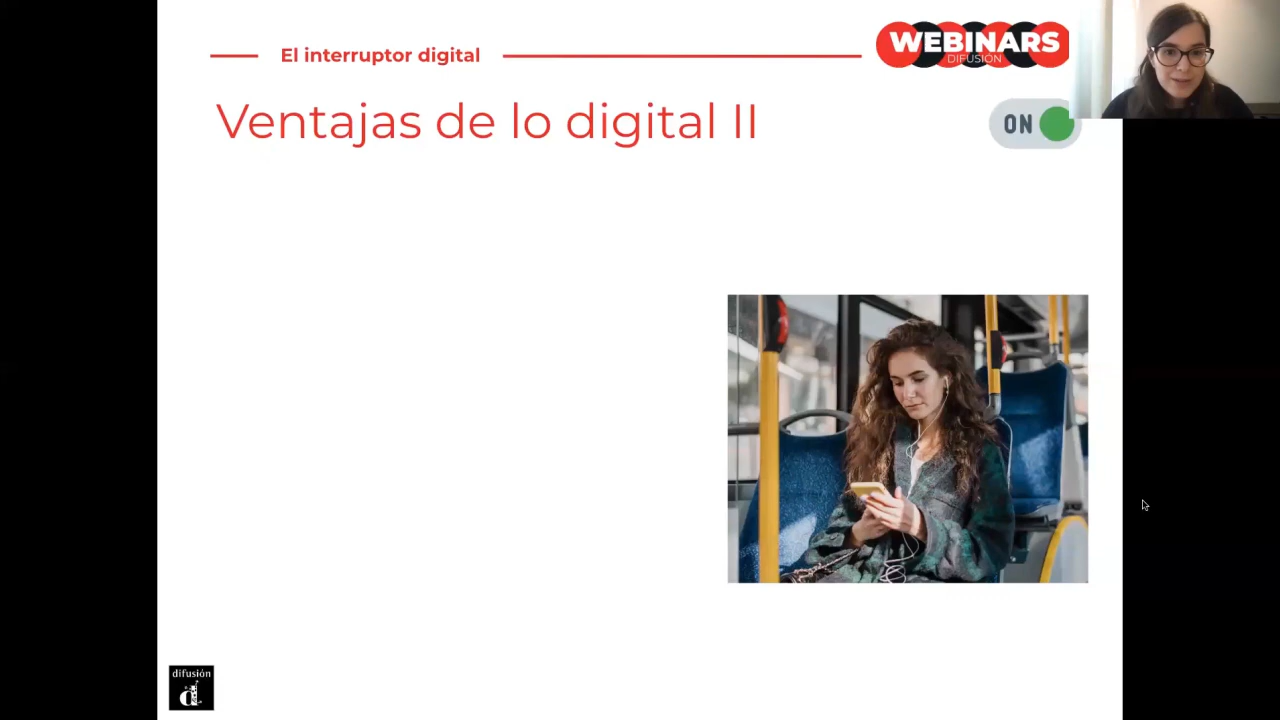 El interruptor digital
WEBINARS
DIFUSIÓN
Ventajas de lo digital II
ON
difusión